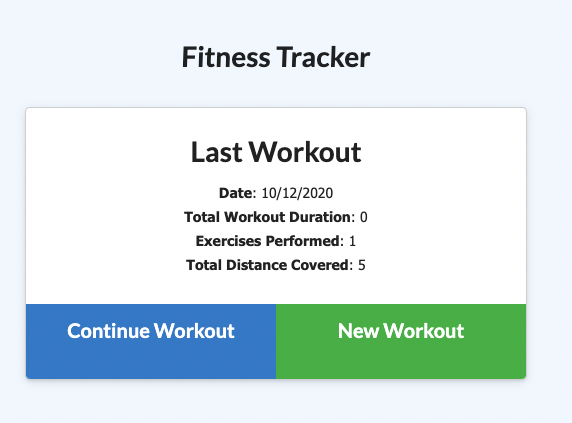 Fitness Tracker
Last Workout
Date: 10/12/2020
Total Workout Duration: 0
Exercises Performed: 1
Total Distance Covered: 5
Continue Workout
New Workout